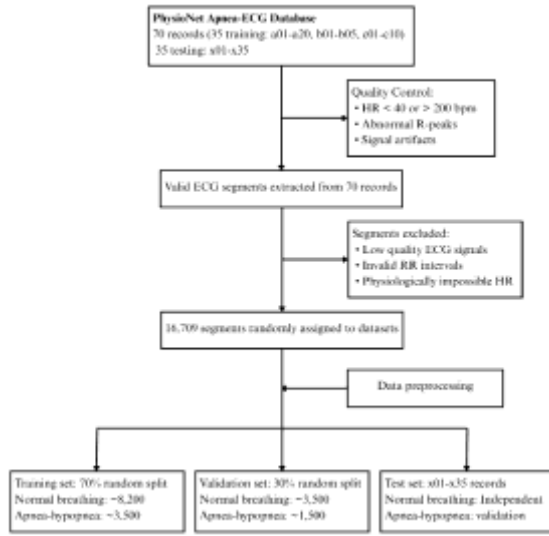 PhysioNet Apnea-ECG Database
70 records (35 training: a01-a20, b01-b05, c01-c10)
35 testing: x01-x35
Quality Control:
• HR < 40 or > 200 bpm
• Abnormal R-peaks
• Signal artifacts
Valid ECG segments extracted from 70 records
Segments excluded:
• Low quality ECG signals
• Invalid RR intervals
• Physiologically impossible HR
16,709 segments randomly assigned to datasets
Data preprocessing
Training set: 70% random split
Normal breathing: ~8,200
Apnea-hypopnea: ~3,500
Validation set: 30% random split
Normal breathing: ~3,500
Apnea-hypopnea: ~1,500
Test set: x01-x35 records
Normal breathing: Independent
Apnea-hypopnea: validation